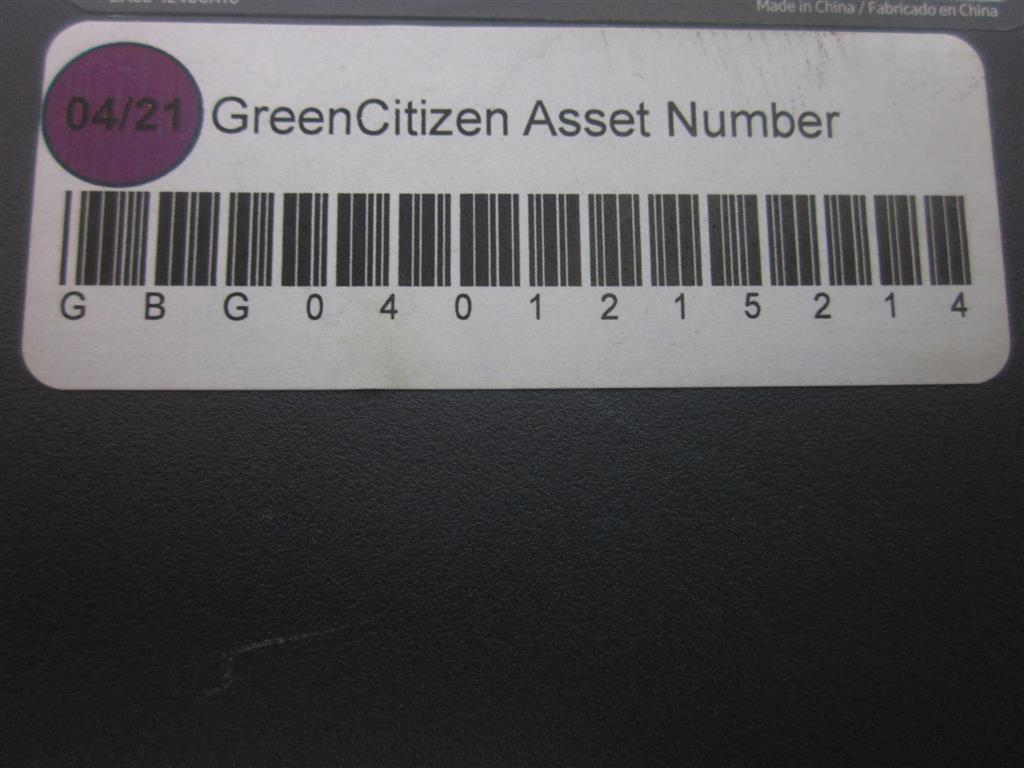 Made in China / Fabricado en China
04/21 GreenCitizen Asset Number
G B G 0 4 0 1 2 1 5 2 1 4